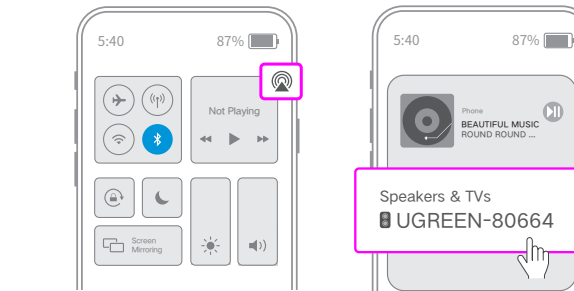 5:40 87%
Not Playing
Screen
Mirroring
5:40 87%
Phone
BEAUTIFUL MUSIC
ROUND ROUND ...
Speakers & TVs
UGREEN-80664